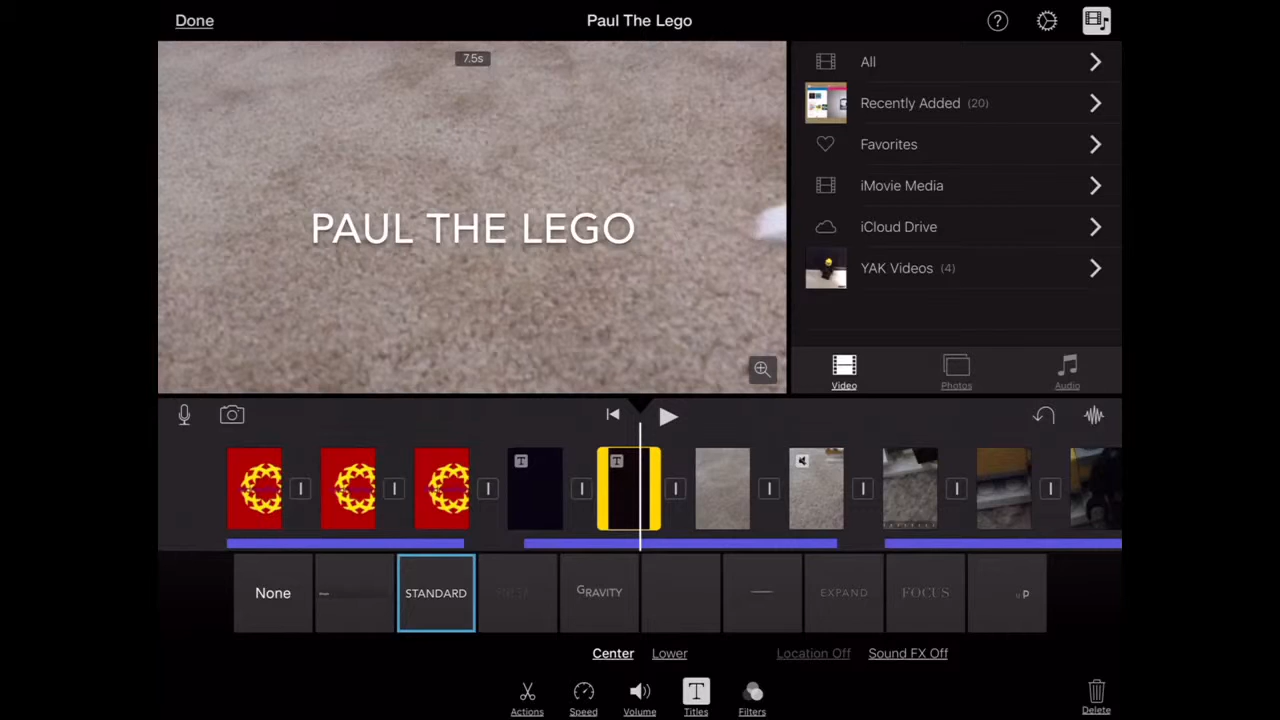 Done
Paul The Lego
7.5s
PAUL THE LEGO
All
Recently Added (20)
Favorites
iMovie Media
iCloud Drive
YAK Videos (4)
Video
Photos
Audio
T
T
None
STANDARD
GRAVITY
EXPAND
FOCUS
Center
Lower
Location Off
Sound FX Off
Actions
Speed
Volume
T
Titles
Filters
Delete